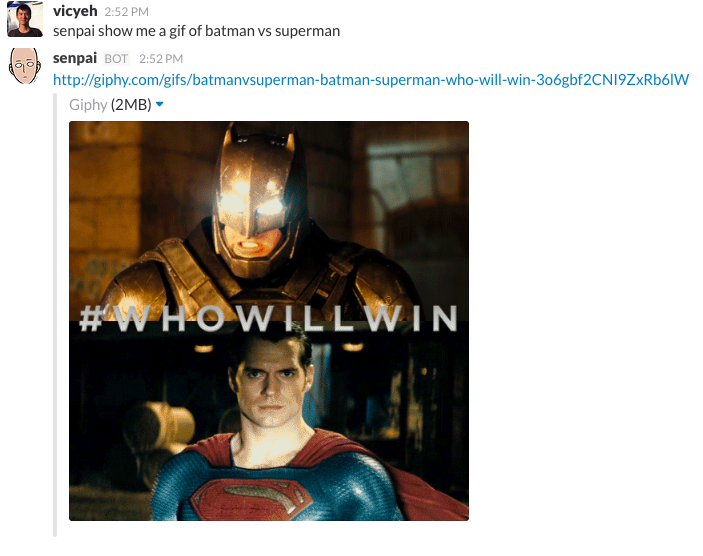 vicyeh 2:52 PM
senpai show me a gif of batman vs superman
senpai BOT 2:52 PM
http://giphy.com/gifs/batmanvsuperman-batman-superman-who-will-win-3o6gbf2CNI9ZxRb6IW
Giphy (2MB)
#WHOWILLWIN